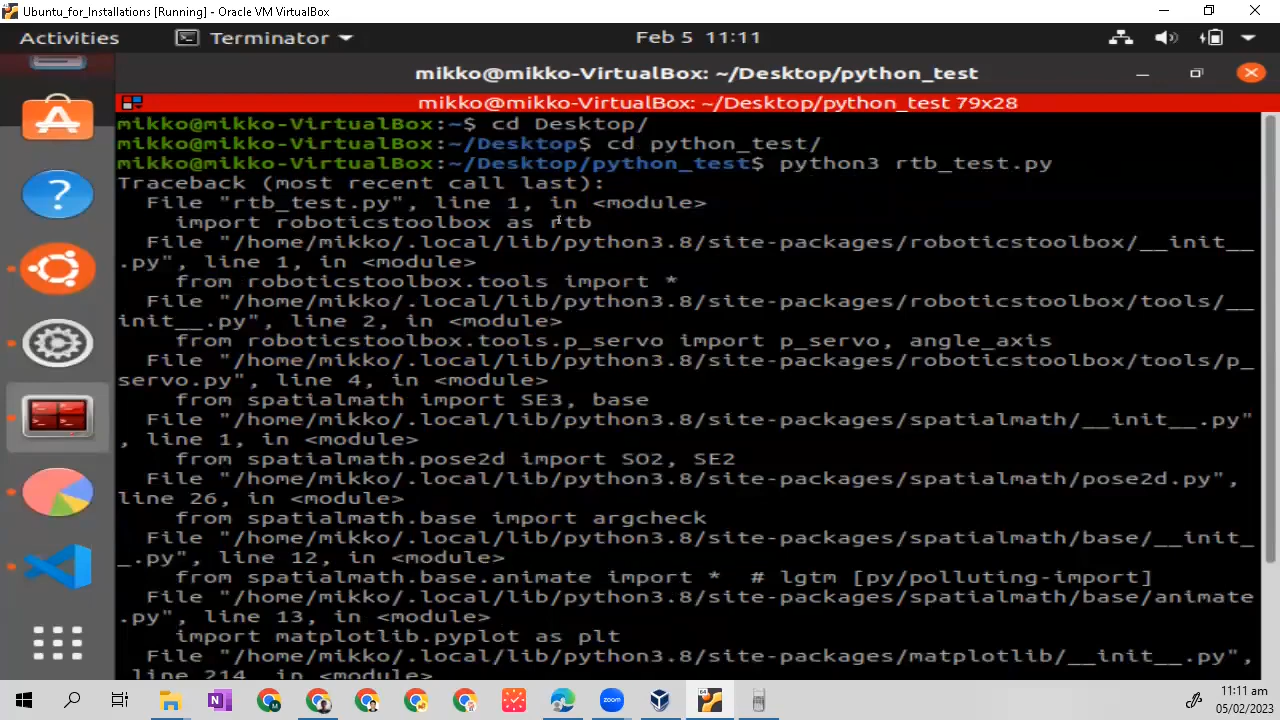 Ubuntu_for_Installations [Running] - Oracle VM VirtualBox
Activities
Terminator
Feb 5 11:11
mikko@mikko-VirtualBox: ~/Desktop/python_test
mikko@mikko-VirtualBox: ~/Desktop/python_test 79x28
mikko@mikko-VirtualBox:~$ cd Desktop/
mikko@mikko-VirtualBox:~/Desktop$ cd python_test/
mikko@mikko-VirtualBox:~/Desktop/python_test$ python3 rtb_test.py
Traceback (most recent call last):
  File "rtb_test.py", line 1, in <module>
    import roboticstoolbox as rtb
  File "/home/mikko/.local/lib/python3.8/site-packages/roboticstoolbox/__init__
.py", line 1, in <module>
    from roboticstoolbox.tools import *
  File "/home/mikko/.local/lib/python3.8/site-packages/roboticstoolbox/tools/__
init__.py", line 2, in <module>
    from roboticstoolbox.tools.p_servo import p_servo, angle_axis
  File "/home/mikko/.local/lib/python3.8/site-packages/roboticstoolbox/tools/p_
servo.py", line 4, in <module>
    from spatialmath import SE3, base
  File "/home/mikko/.local/lib/python3.8/site-packages/spatialmath/__init__.py"
, line 1, in <module>
    from spatialmath.pose2d import SO2, SE2
  File "/home/mikko/.local/lib/python3.8/site-packages/spatialmath/pose2d.py",
line 26, in <module>
    from spatialmath.base import argcheck
  File "/home/mikko/.local/lib/python3.8/site-packages/spatialmath/base/__init_
_.py", line 12, in <module>
    from spatialmath.base.animate import *  # lgtm [py/polluting-import]
  File "/home/mikko/.local/lib/python3.8/site-packages/spatialmath/base/animate
.py", line 13, in <module>
    import matplotlib.pyplot as plt
  File "/home/mikko/.local/lib/python3.8/site-packages/matplotlib/__init__.py",
line 214, in <module>
zoom
64
11:11 am
05/02/2023